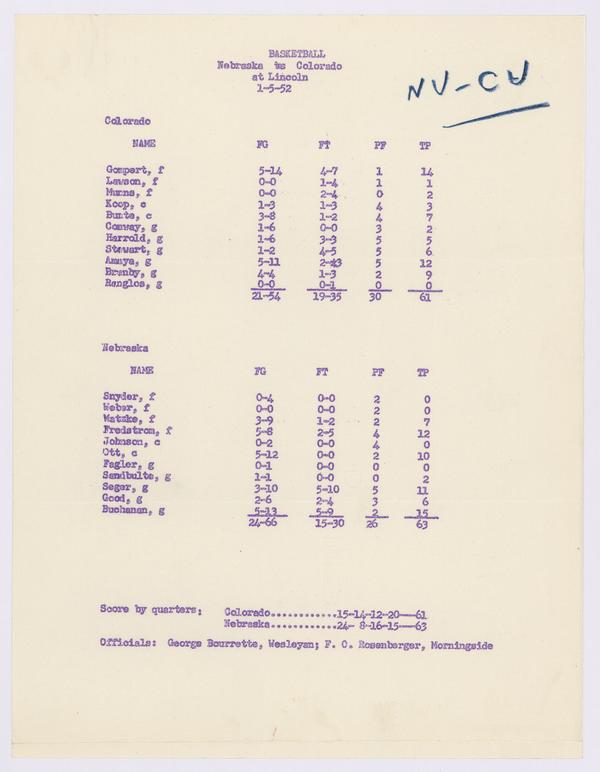 BASKETBALL
Nebraska vs Colorado
at Lincoln
1-5-52
NU-CU
Colorado
NAME FG FT PF TP
Gompert, f 5-14 4-7 1 14
Lawson, f 0-0 1-4 1 1
Munns, f 0-0 2-4 0 2
Koop, c 1-3 1-3 4 3
Bunte, c 3-8 1-2 4 7
Conway, g 1-6 0-0 3 2
Harrold, g 1-6 3-3 5 5
Stewart, g 1-2 4-5 5 6
Amaya, g 5-11 2-3 5 12
Branby, g 4-4 1-3 2 9
Ranglos, g 0-0 0-1 0 0
21-54 19-35 30 61
Nebraska
NAME FG FT PF TP
Snyder, f 0-4 0-0 2 0
Weber, f 0-0 0-0 2 0
Matzke, f 3-9 1-2 2 7
Fredstrom, f 5-8 2-5 4 12
Johnson, c 0-2 0-0 4 0
Ott, c 5-12 0-0 2 10
Fagler, g 0-1 0-0 0 0
Sandbulte, g 1-1 0-0 0 2
Seger, g 3-10 5-10 5 11
Good, g 2-6 2-4 3 6
Buchanan, g 5-13 5-9 2 15
24-66 15-30 26 63
Score by quarters: Colorado............15-14-12-20---61
Nebraska............24- 8-16-15---63
Officials: George Bourrette, Wesleyan; F. C. Rosenberger, Morningside